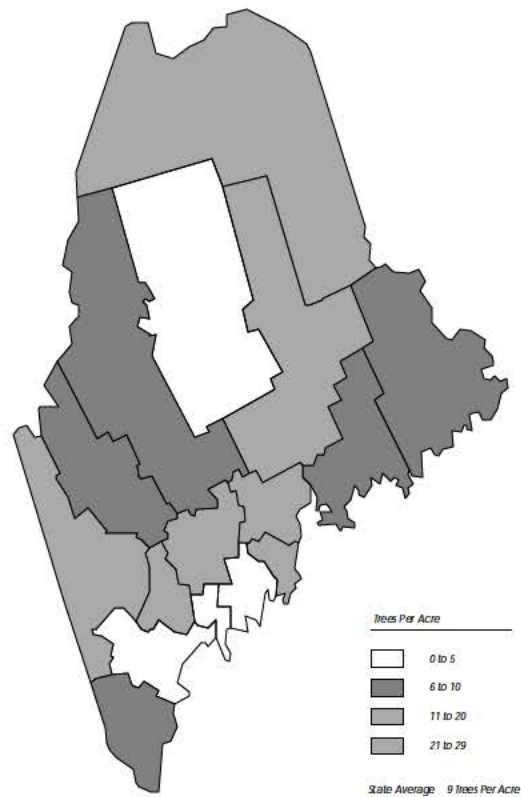 Trees Per Acre
0 to 5
6 to 10
11 to 20
21 to 29
State Average 9 Trees Per Acre